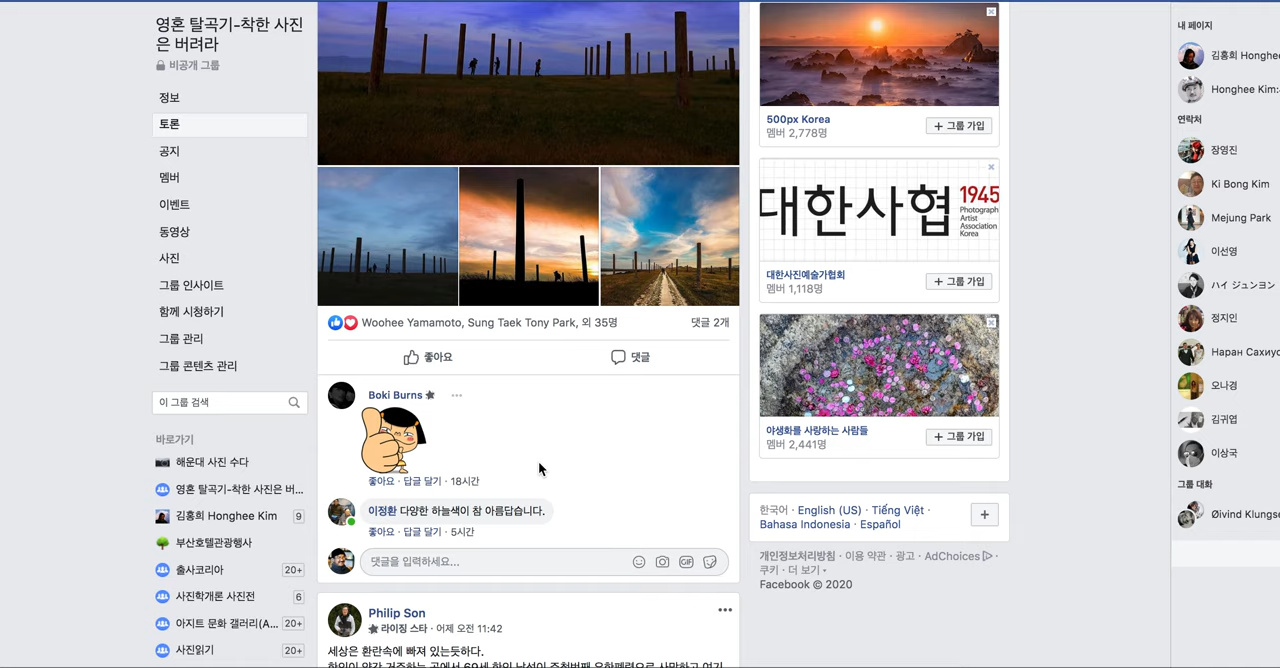 영혼 탈곡기-착한 사진
은 버려라
비공개 그룹
정보
토론
공지
멤버
이벤트
동영상
사진
그룹 인사이트
함께 시청하기
그룹 관리
그룹 콘텐츠 관리
이 그룹 검색
바로가기
해운대 사진 수다
영혼 탈곡기-착한 사진은 버...
김홍희 Honghee Kim 9
부산호텔관광행사
출사코리아 20+
사진학개론 사진전 6
아지트 문화 갤러리(A... 20+
사진읽기 20+
Woohee Yamamoto, Sung Taek Tony Park, 외 35명 댓글 2개
좋아요 댓글
Boki Burns
좋아요 · 답글 달기 · 18시간
이정환 다양한 하늘색이 참 아름답습니다.
좋아요 · 답글 달기 · 5시간
댓글을 입력하세요...
GIF
Philip Son
라이징 스타 · 어제 오전 11:42
세상은 환란속에 빠져 있는듯하다.
500px Korea
멤버 2,778명
+ 그룹 가입
대한사협 1945
Photograph
Artist
Association
Korea
대한사진예술가협회
멤버 1,118명
+ 그룹 가입
야생화를 사랑하는 사람들
멤버 2,441명
+ 그룹 가입
한국어 · English (US) · Tiếng Việt ·
Bahasa Indonesia · Español
개인정보처리방침 · 이용 약관 · 광고 · AdChoices ·
쿠키 · 더 보기
Facebook © 2020
내 페이지
김홍희 Honghee
Honghee Kim:
연락처
장영진
Ki Bong Kim
Mejung Park
이선영
ハイ ジュンヨン
정지인
Наран Сахиус
오나경
김귀엽
이상국
그룹 대화
Øivind Klungse